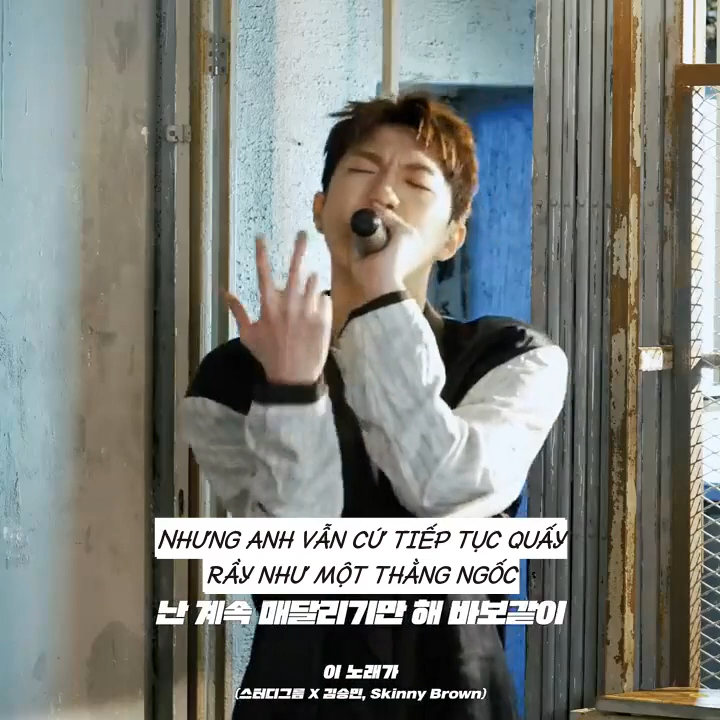 NHƯNG ANH VẪN CỨ TIẾP TỤC QUẤY
RẦY NHƯ MỘT THẰNG NGỐC
난 계속 매달리기만 해 바보같이
이 노래가
(스터디그룹 X 김승민, Skinny Brown)